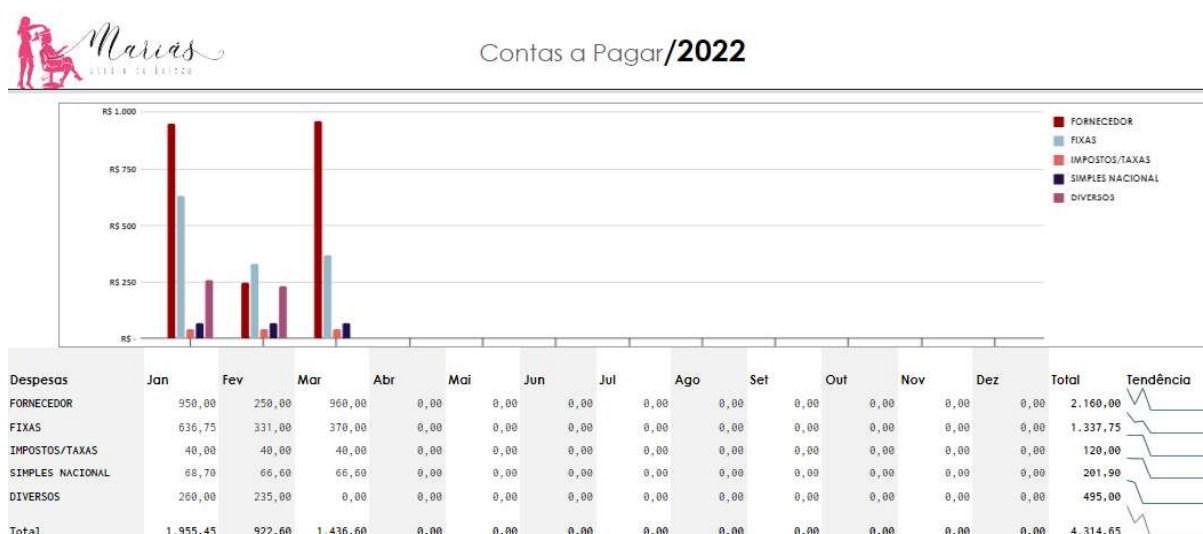 Mariás
Contas a Pagar/2022
R$ 1.000
R$ 750
R$ 500
R$ 250
R$ -
FORNECEDOR
FIXAS
IMPOSTOS/TAXAS
SIMPLES NACIONAL
DIVERSOS
Despesas Jan Fev Mar Abr Mai Jun Jul Ago Set Out Nov Dez Total Tendência
FORNECEDOR 950,00 250,00 960,00 0,00 0,00 0,00 0,00 0,00 0,00 0,00 0,00 0,00 2.160,00
FIXAS 636,75 331,00 370,00 0,00 0,00 0,00 0,00 0,00 0,00 0,00 0,00 0,00 1.337,75
IMPOSTOS/TAXAS 40,00 40,00 40,00 0,00 0,00 0,00 0,00 0,00 0,00 0,00 0,00 0,00 120,00
SIMPLES NACIONAL 68,70 66,60 66,60 0,00 0,00 0,00 0,00 0,00 0,00 0,00 0,00 0,00 201,90
DIVERSOS 260,00 235,00 0,00 0,00 0,00 0,00 0,00 0,00 0,00 0,00 0,00 0,00 495,00
Total 1.955,45 922,60 1.436,60 0,00 0,00 0,00 0,00 0,00 0,00 0,00 0,00 0,00 4.314,65